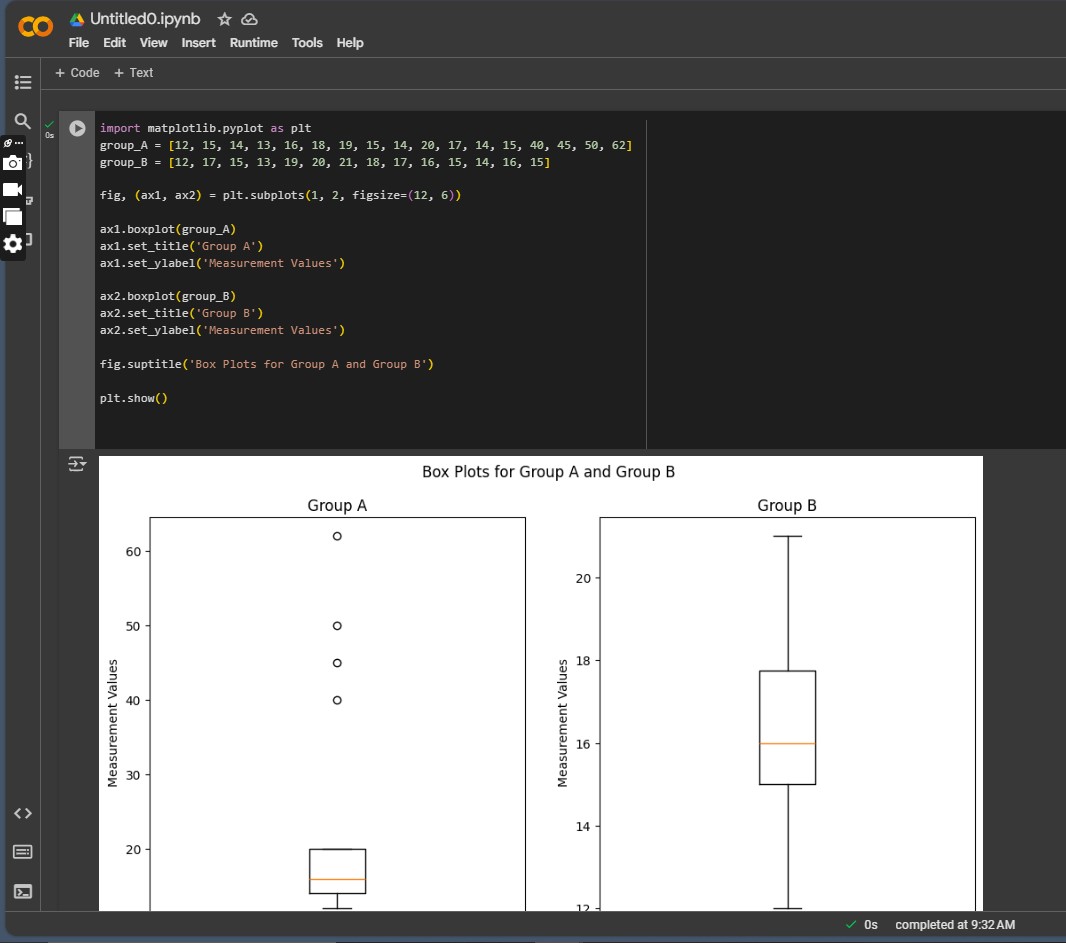 Untitled0.ipynb
File Edit View Insert Runtime Tools Help
+ Code + Text
0s
import matplotlib.pyplot as plt
group_A = [12, 15, 14, 13, 16, 18, 19, 15, 14, 20, 17, 14, 15, 40, 45, 50, 62]
group_B = [12, 17, 15, 13, 19, 20, 21, 18, 17, 16, 15, 14, 16, 15]
fig, (ax1, ax2) = plt.subplots(1, 2, figsize=(12, 6))
ax1.boxplot(group_A)
ax1.set_title('Group A')
ax1.set_ylabel('Measurement Values')
ax2.boxplot(group_B)
ax2.set_title('Group B')
ax2.set_ylabel('Measurement Values')
fig.suptitle('Box Plots for Group A and Group B')
plt.show()
Box Plots for Group A and Group B
Group A
Measurement Values
60
50
40
30
20
Group B
Measurement Values
20
18
16
14
12
0s completed at 9:32 AM